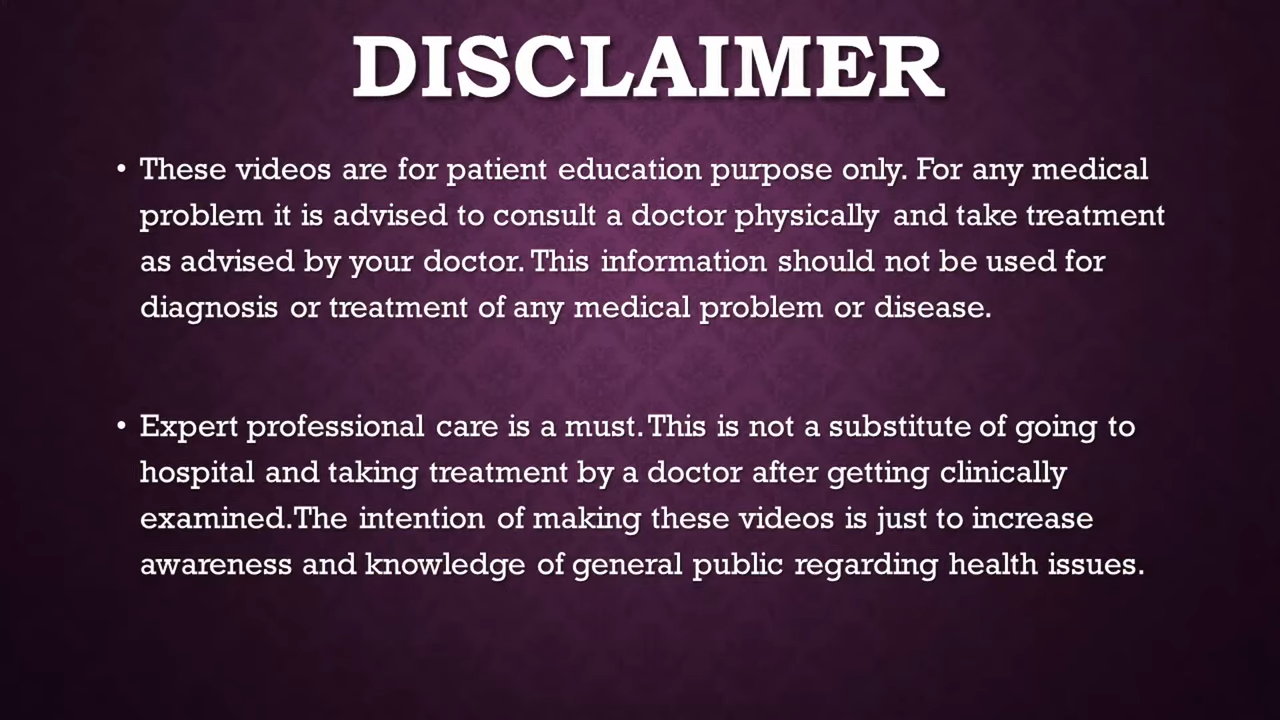 DISCLAIMER
• These videos are for patient education purpose only. For any medical
problem it is advised to consult a doctor physically and take treatment
as advised by your doctor. This information should not be used for
diagnosis or treatment of any medical problem or disease.
• Expert professional care is a must. This is not a substitute of going to
hospital and taking treatment by a doctor after getting clinically
examined.The intention of making these videos is just to increase
awareness and knowledge of general public regarding health issues.